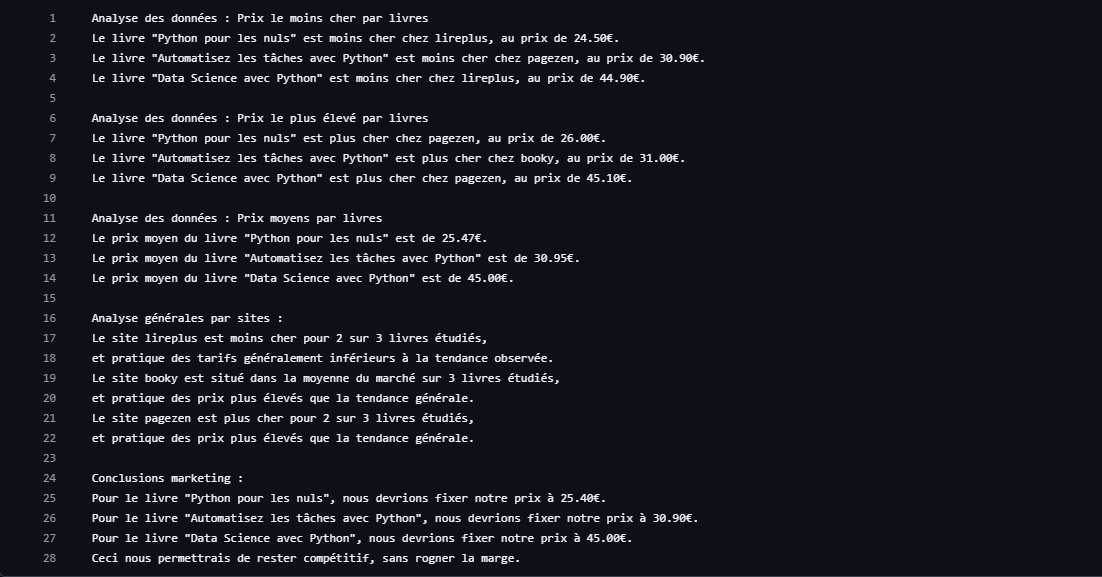 1 Analyse des données : Prix le moins cher par livres
2 Le livre "Python pour les nuls" est moins cher chez lireplus, au prix de 24.50€.
3 Le livre "Automatisez les tâches avec Python" est moins cher chez pagezen, au prix de 30.90€.
4 Le livre "Data Science avec Python" est moins cher chez lireplus, au prix de 44.90€.
5
6 Analyse des données : Prix le plus élevé par livres
7 Le livre "Python pour les nuls" est plus cher chez pagezen, au prix de 26.00€.
8 Le livre "Automatisez les tâches avec Python" est plus cher chez booky, au prix de 31.00€.
9 Le livre "Data Science avec Python" est plus cher chez pagezen, au prix de 45.10€.
10
11 Analyse des données : Prix moyens par livres
12 Le prix moyen du livre "Python pour les nuls" est de 25.47€.
13 Le prix moyen du livre "Automatisez les tâches avec Python" est de 30.95€.
14 Le prix moyen du livre "Data Science avec Python" est de 45.00€.
15
16 Analyse générales par sites :
17 Le site lireplus est moins cher pour 2 sur 3 livres étudiés,
18 et pratique des tarifs généralement inférieurs à la tendance observée.
19 Le site booky est situé dans la moyenne du marché sur 3 livres étudiés,
20 et pratique des prix plus élevés que la tendance générale.
21 Le site pagezen est plus cher pour 2 sur 3 livres étudiés,
22 et pratique des prix plus élevés que la tendance générale.
23
24 Conclusions marketing :
25 Pour le livre "Python pour les nuls", nous devrions fixer notre prix à 25.40€.
26 Pour le livre "Automatisez les tâches avec Python", nous devrions fixer notre prix à 30.90€.
27 Pour le livre "Data Science avec Python", nous devrions fixer notre prix à 45.00€.
28 Ceci nous permettrais de rester compétitif, sans rogner la marge.